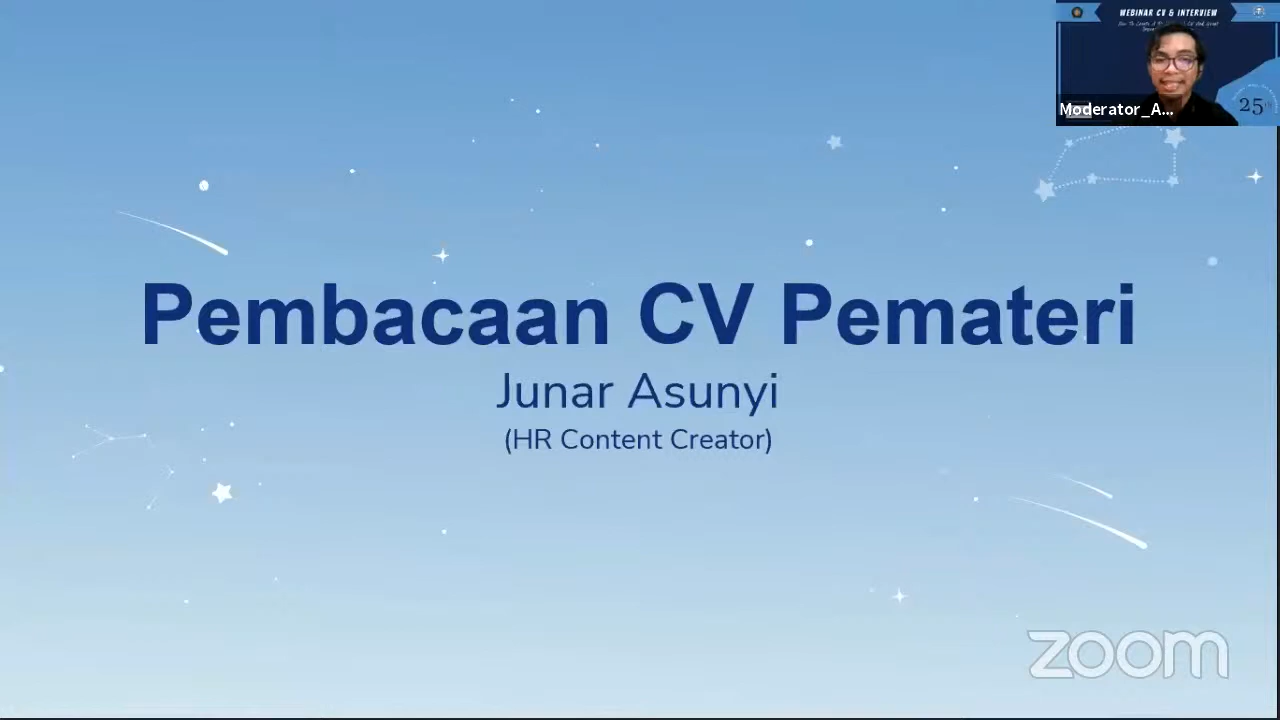 WEBINAR CV & INTERVIEW
Moderator_A...
25
Pembacaan CV Pemateri
Junar Asunyi
(HR Content Creator)
zoom